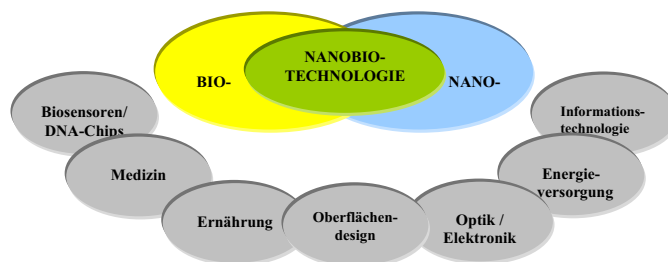 NANOBIO-
TECHNOLOGIE
BIO-
NANO-
Biosensoren/
DNA-Chips
Medizin
Ernährung
Oberflächen-
design
Optik /
Elektronik
Energie-
versorgung
Informations-
technologie